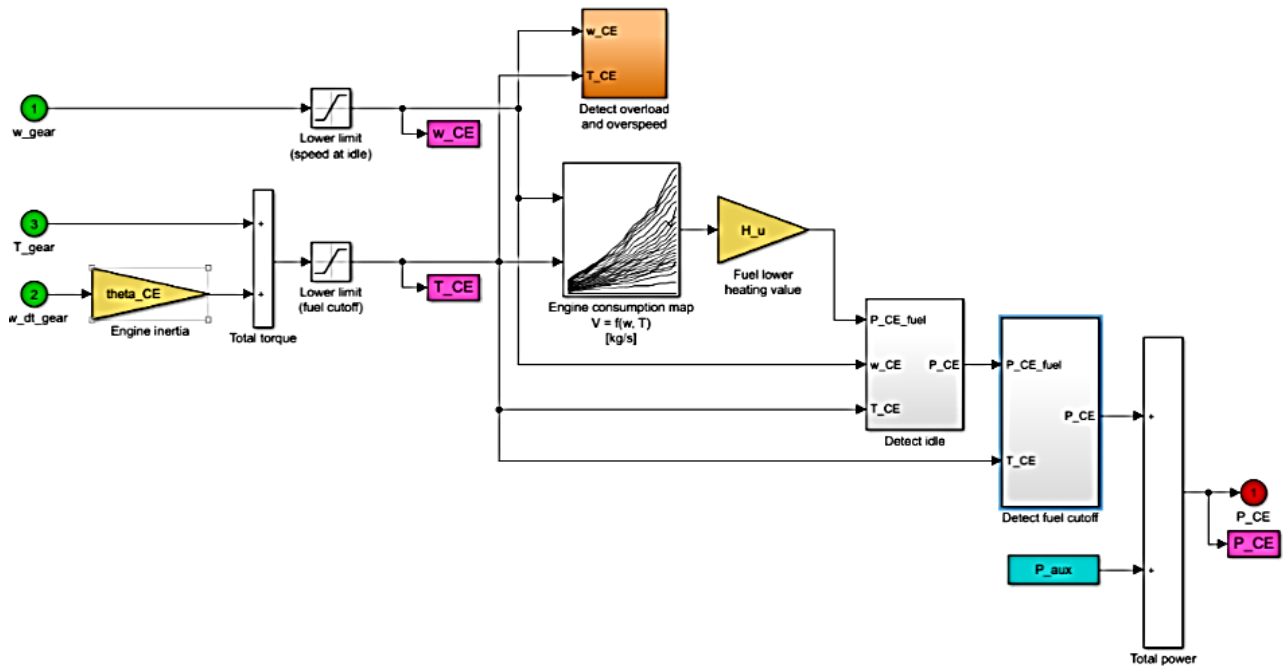 w_CE
T_CE
Detect overload
and overspeed
1
w_gear
Lower limit
(speed at idle)
w_CE
3
T_gear
+
2
w_dt_gear
theta_CE
Engine inertia
+
Total torque
Lower limit
(fuel cutoff)
T_CE
Engine consumption map
V = f(w, T)
[kg/s]
H_u
Fuel lower
heating value
P_CE_fuel
w_CE
P_CE
T_CE
Detect idle
P_CE_fuel
P_CE
T_CE
Detect fuel cutoff
+
P_aux
+
Total power
1
P_CE
P_CE